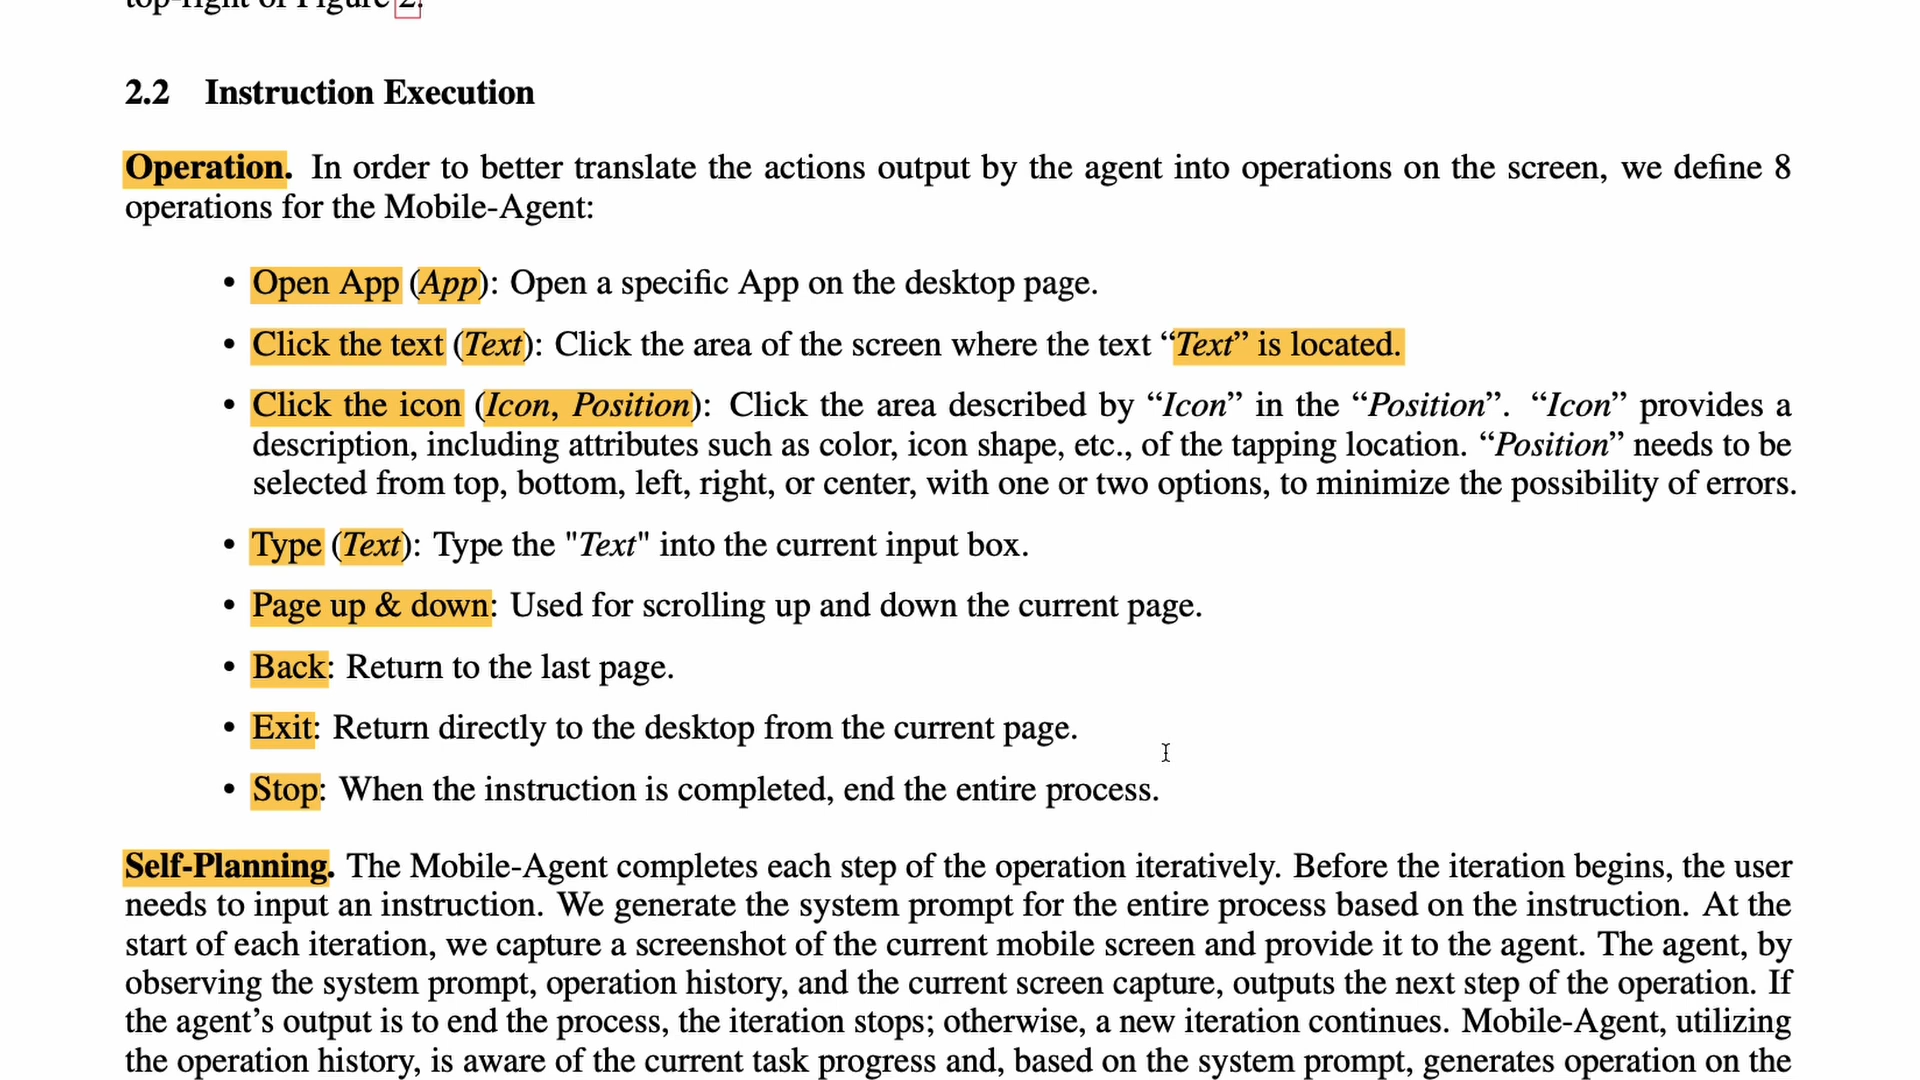 top-right of Figure 2.
2.2 Instruction Execution
Operation. In order to better translate the actions output by the agent into operations on the screen, we define 8
operations for the Mobile-Agent:
• Open App (App): Open a specific App on the desktop page.
• Click the text (Text): Click the area of the screen where the text “Text” is located.
• Click the icon (Icon, Position): Click the area described by “Icon” in the “Position”. “Icon” provides a
description, including attributes such as color, icon shape, etc., of the tapping location. “Position” needs to be
selected from top, bottom, left, right, or center, with one or two options, to minimize the possibility of errors.
• Type (Text): Type the "Text" into the current input box.
• Page up & down: Used for scrolling up and down the current page.
• Back: Return to the last page.
• Exit: Return directly to the desktop from the current page.
• Stop: When the instruction is completed, end the entire process.
Self-Planning. The Mobile-Agent completes each step of the operation iteratively. Before the iteration begins, the user
needs to input an instruction. We generate the system prompt for the entire process based on the instruction. At the
start of each iteration, we capture a screenshot of the current mobile screen and provide it to the agent. The agent, by
observing the system prompt, operation history, and the current screen capture, outputs the next step of the operation. If
the agent’s output is to end the process, the iteration stops; otherwise, a new iteration continues. Mobile-Agent, utilizing
the operation history, is aware of the current task progress and, based on the system prompt, generates operation on the